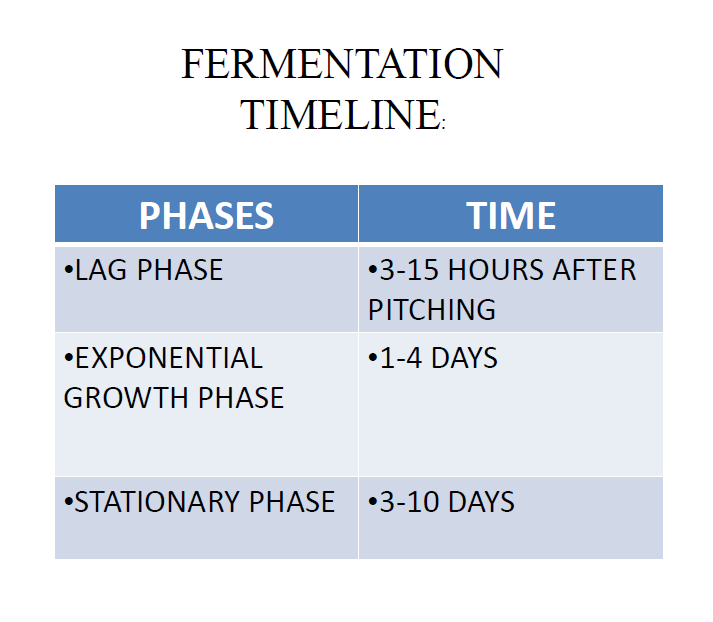 FERMENTATION
TIMELINE:
PHASES
TIME
•LAG PHASE
•3-15 HOURS AFTER
PITCHING
•EXPONENTIAL
GROWTH PHASE
•1-4 DAYS
•STATIONARY PHASE
•3-10 DAYS